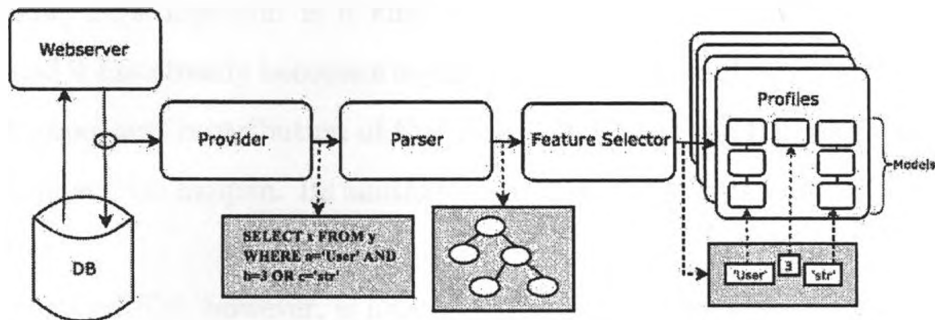 Webserver
Provider
Parser
Feature Selector
Profiles
Models
DB
SELECT x FROM y
WHERE a='User' AND
b=3 OR c='str'
'User'
3
'str'
however,